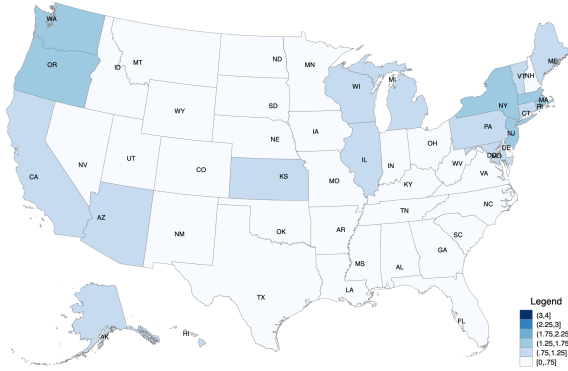 WA
ME
MT
ND
MN
VT
NH
ID
OR
MI
WI
SD
MA
NY
RI
WY
CT
IA
PA
NJ
NE
OH
DE
IL
IN
NV
UT
CO
WV
CA
KS
MO
VA
KY
NC
TN
AZ
OK
AR
NM
SC
GA
MS
AL
LA
TX
FL
HI
AK
Legend
(3,4]
(2.25,3]
(1.75,2.25]
(1.25,1.75]
(.75,1.25]
[0,.75]